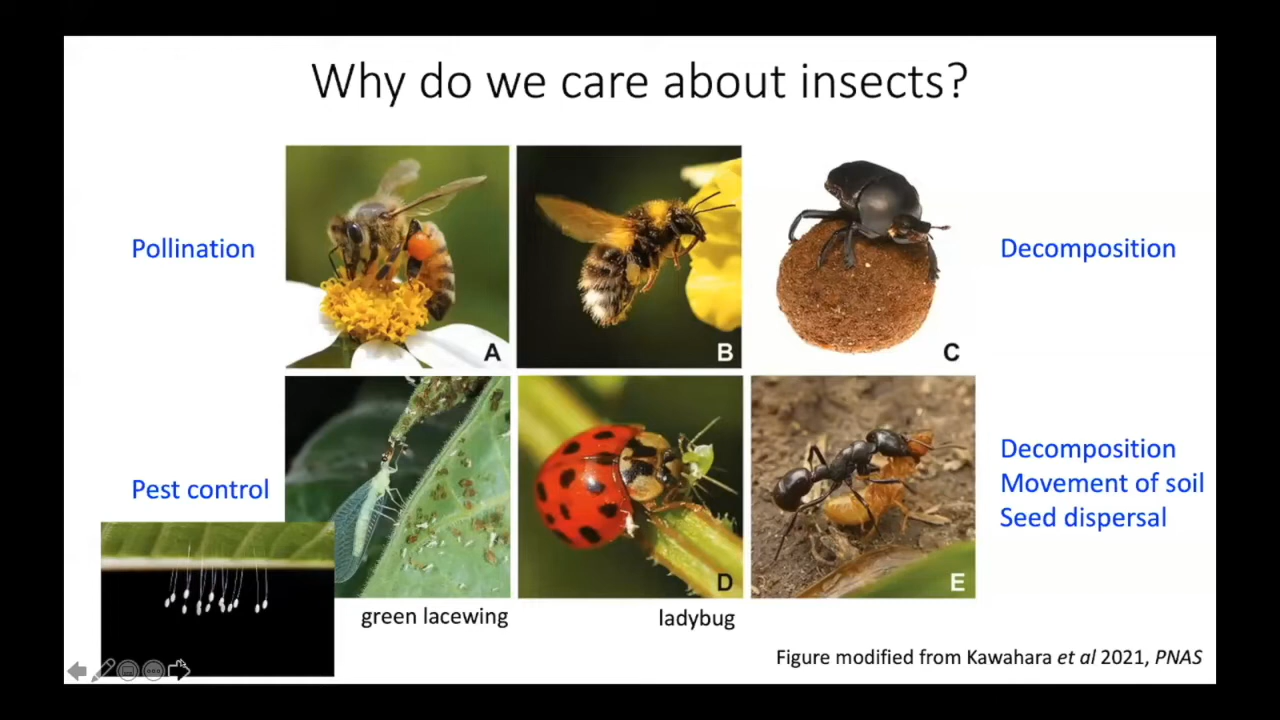 Why do we care about insects?
Pollination
A
B
C
Decomposition
Pest control
D
E
Decomposition
Movement of soil
Seed dispersal
green lacewing
ladybug
Figure modified from Kawahara et al 2021, PNAS